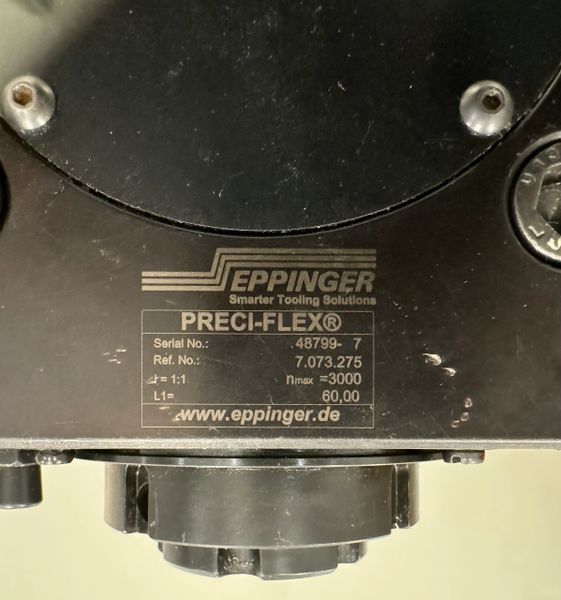 EPPINGER
Smarter Tooling Solutions
PRECI-FLEX®
Serial No.: 48799- 7
Ref. No.: 7.073.275
i= 1:1 nmax =3000
L1= 60,00
www.eppinger.de